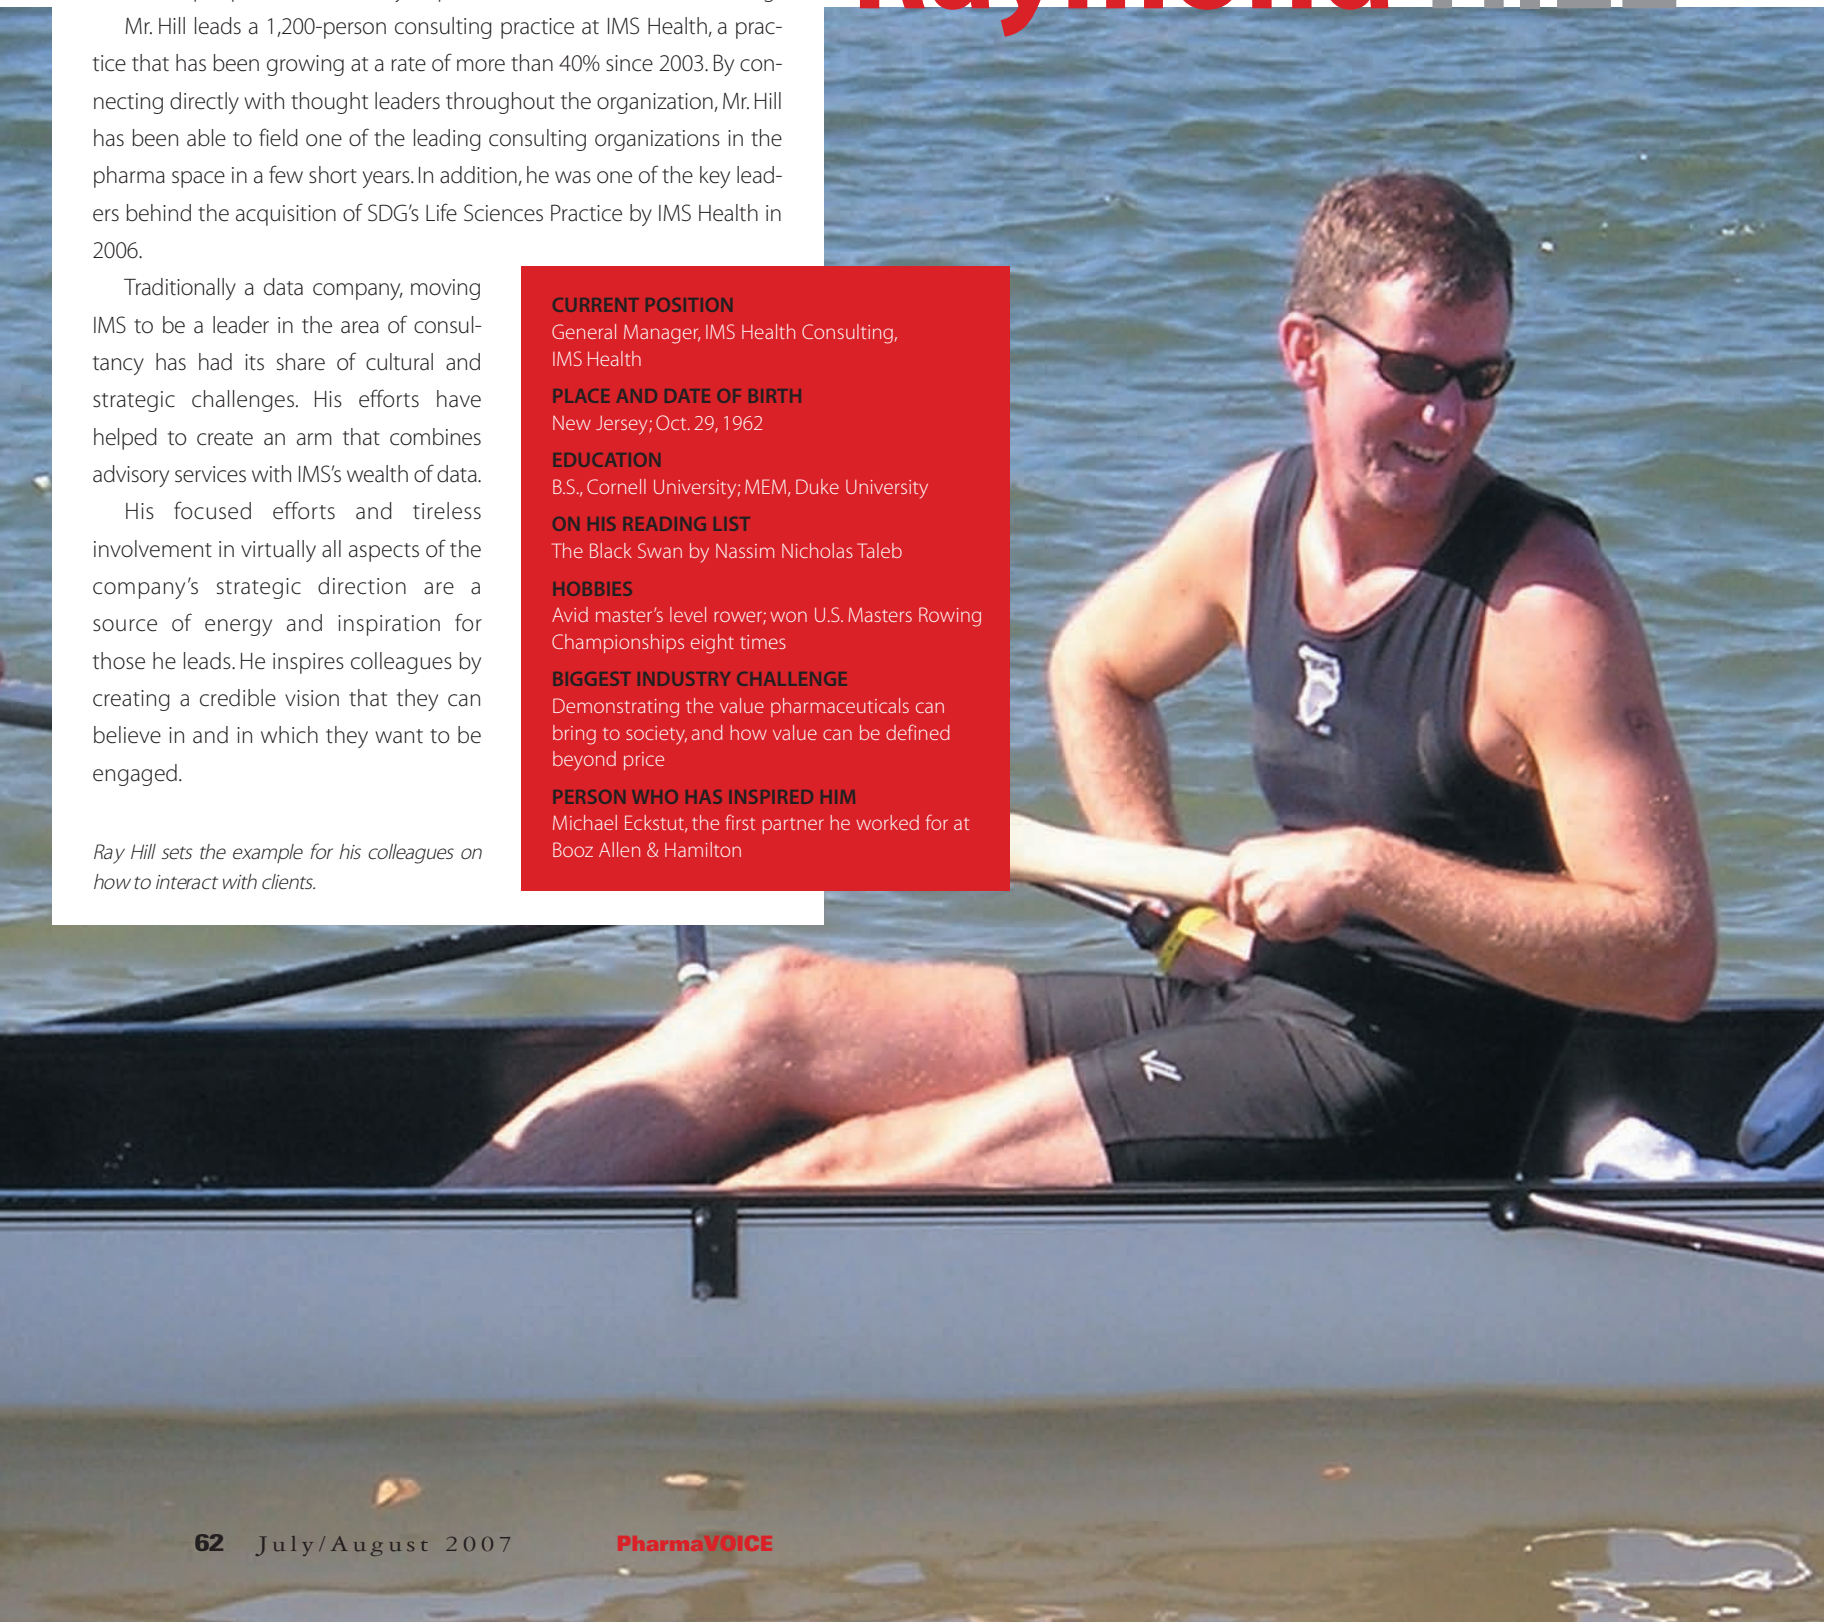 Raymond HILL
Mr. Hill leads a 1,200-person consulting practice at IMS Health, a prac-
tice that has been growing at a rate of more than 40% since 2003. By con-
necting directly with thought leaders throughout the organization, Mr. Hill
has been able to field one of the leading consulting organizations in the
pharma space in a few short years. In addition, he was one of the key lead-
ers behind the acquisition of SDG's Life Sciences Practice by IMS Health in
2006.
Traditionally a data company, moving
IMS to be a leader in the area of consul-
tancy has had its share of cultural and
strategic challenges. His efforts have
helped to create an arm that combines
advisory services with IMS's wealth of data.
His focused efforts and tireless
involvement in virtually all aspects of the
company's strategic direction are a
source of energy and inspiration for
those he leads. He inspires colleagues by
creating a credible vision that they can
believe in and in which they want to be
engaged.
Ray Hill sets the example for his colleagues on
how to interact with clients.
CURRENT POSITION
General Manager, IMS Health Consulting,
IMS Health
PLACE AND DATE OF BIRTH
New Jersey; Oct. 29, 1962
EDUCATION
B.S., Cornell University; MEM, Duke University
ON HIS READING LIST
The Black Swan by Nassim Nicholas Taleb
HOBBIES
Avid master's level rower; won U.S. Masters Rowing
Championships eight times
BIGGEST INDUSTRY CHALLENGE
Demonstrating the value pharmaceuticals can
bring to society, and how value can be defined
beyond price
PERSON WHO HAS INSPIRED HIM
Michael Eckstut, the first partner he worked for at
Booz Allen & Hamilton
62 July/August 2007 PharmaVOICE